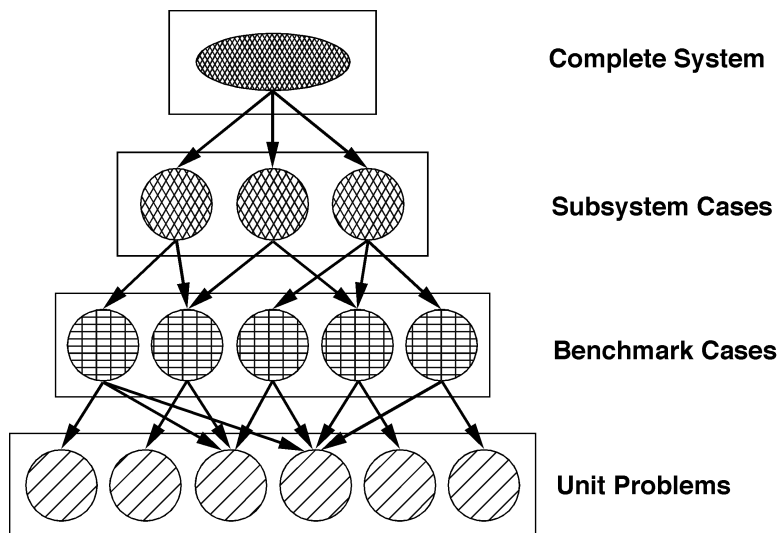 Complete System
Subsystem Cases
Benchmark Cases
Unit Problems